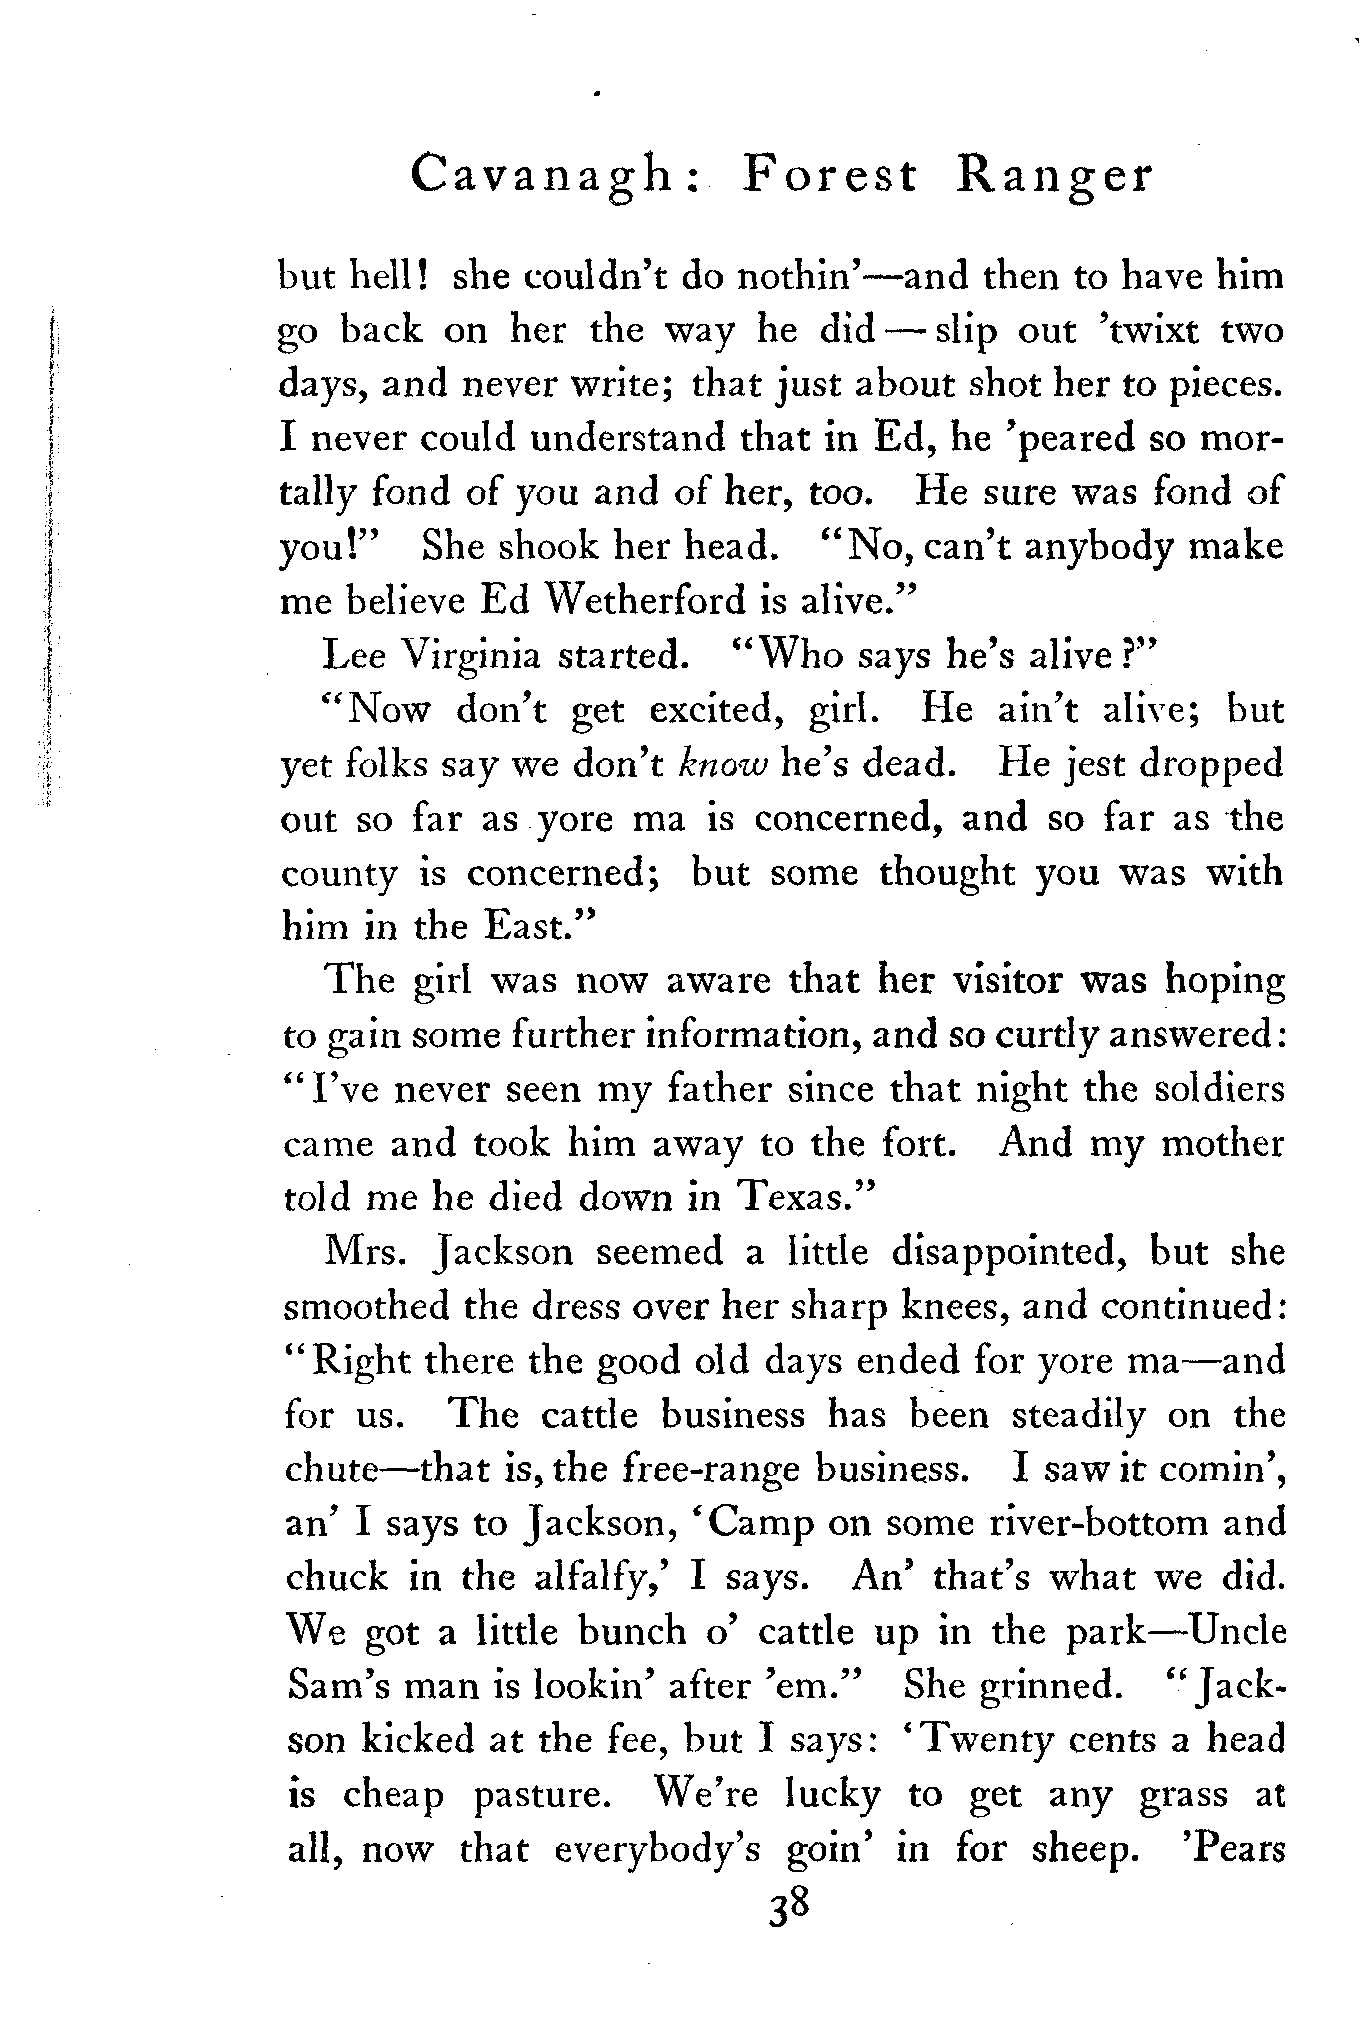 Cavanagh: Forest Ranger
but hell! she couldn't do nothin'—and then to have him
go back on her the way he did—slip out 'twixt two
days, and never write; that just about shot her to pieces.
I never could understand that in Ed, he 'peared so mor-
tally fond of you and of her, too. He sure was fond of
you!” She shook her head. “No, can't anybody make
me believe Ed Wetherford is alive.”
Lee Virginia started. “Who says he's alive?”
“Now don't get excited, girl. He ain't alive; but
yet folks say we don't know he's dead. He jest dropped
out so far as yore ma is concerned, and so far as the
county is concerned; but some thought you was with
him in the East.”
The girl was now aware that her visitor was hoping
to gain some further information, and so curtly answered:
“I've never seen my father since that night the soldiers
came and took him away to the fort. And my mother
told me he died down in Texas.”
Mrs. Jackson seemed a little disappointed, but she
smoothed the dress over her sharp knees, and continued:
“Right there the good old days ended for yore ma—and
for us. The cattle business has been steadily on the
chute—that is, the free-range business. I saw it comin',
an' I says to Jackson, ‘Camp on some river-bottom and
chuck in the alfalfy,’ I says. An' that's what we did.
We got a little bunch o' cattle up in the park—Uncle
Sam's man is lookin' after 'em.” She grinned. “Jack-
son kicked at the fee, but I says: ‘Twenty cents a head
is cheap pasture. We're lucky to get any grass at
all, now that everybody's goin' in for sheep. 'Pears
38